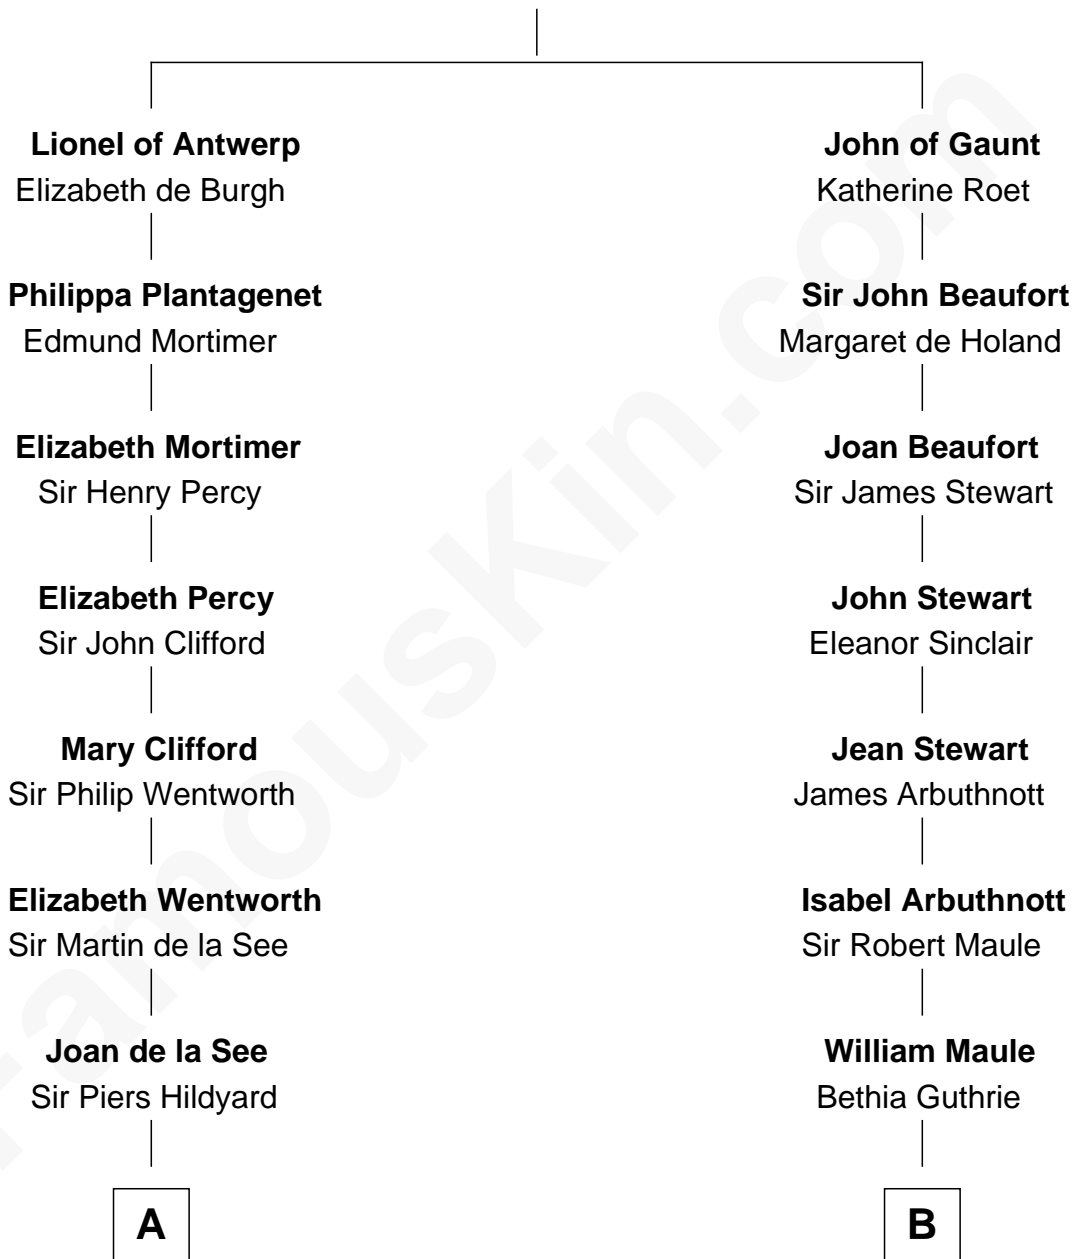 Lionel of Antwerp
Elizabeth de Burgh
Philippa Plantagenet
Edmund Mortimer
Elizabeth Mortimer
Sir Henry Percy
Elizabeth Percy
Sir John Clifford
Mary Clifford
Sir Philip Wentworth
Elizabeth Wentworth
Sir Martin de la See
Joan de la See
Sir Piers Hildyard
A
John of Gaunt
Katherine Roet
Sir John Beaufort
Margaret de Holand
Joan Beaufort
Sir James Stewart
John Stewart
Eleanor Sinclair
Jean Stewart
James Arbuthnott
Isabel Arbuthnott
Sir Robert Maule
William Maule
Bethia Guthrie
B
FamousKin.com